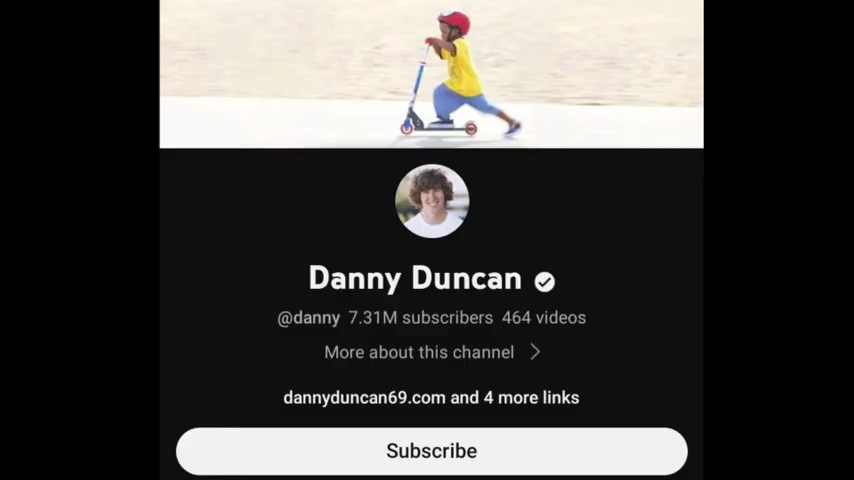 Danny Duncan
@danny 7.31M subscribers 464 videos
More about this channel
dannyduncan69.com and 4 more links
Subscribe